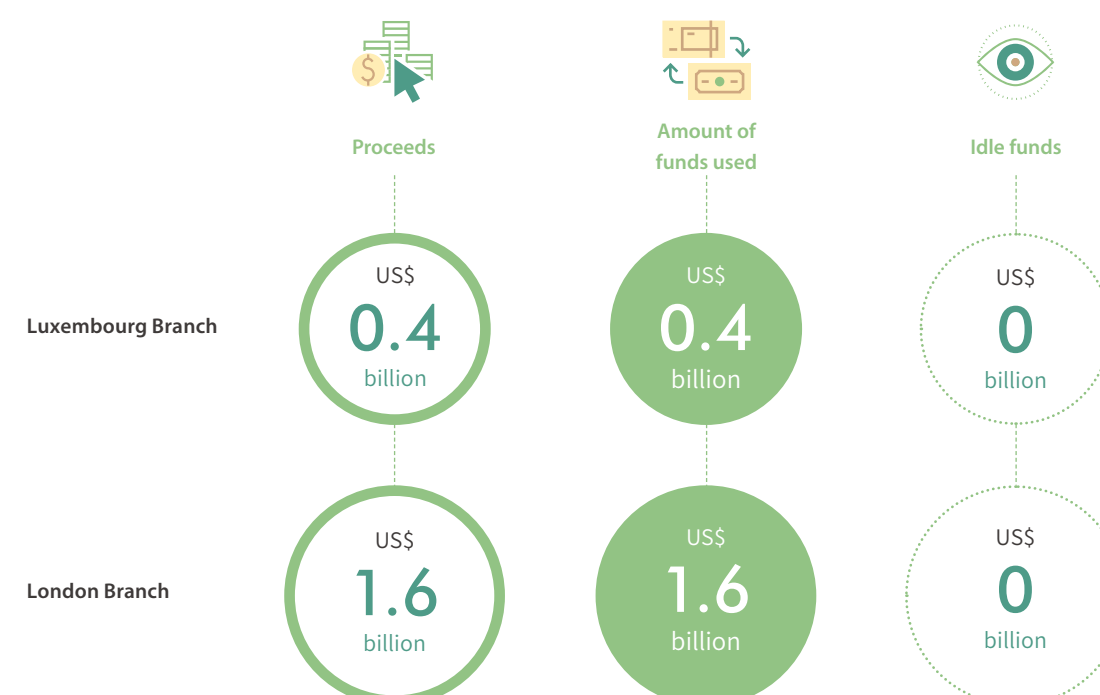 $
Proceeds
Amount of
funds used
Idle funds
Luxembourg Branch
US$
0.4
billion
US$
0.4
billion
US$
0
billion
London Branch
US$
1.6
billion
US$
1.6
billion
US$
0
billion